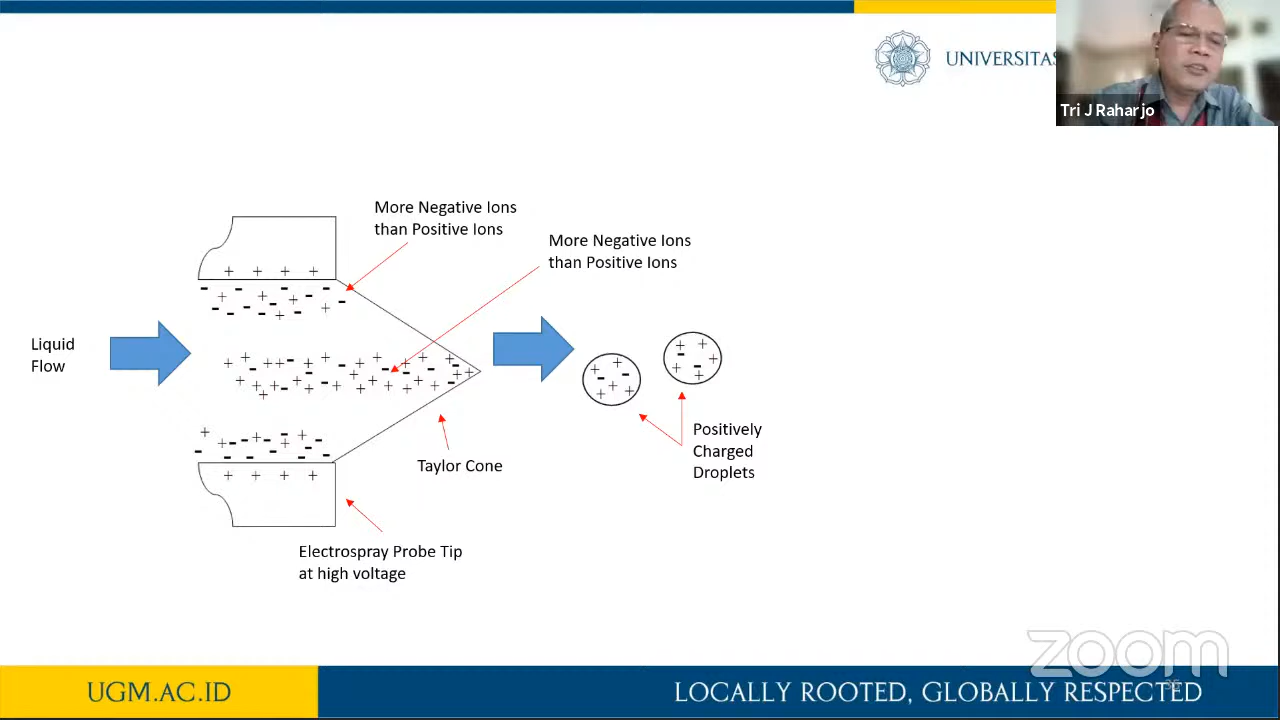 UNIVERSITAS
Tri J Raharjo
More Negative Ions
than Positive Ions
More Negative Ions
than Positive Ions
Liquid
Flow
Positively
Charged
Droplets
Taylor Cone
Electrospray Probe Tip
at high voltage
zoom
UGM.AC.ID
LOCALLY ROOTED, GLOBALLY RESPECTED